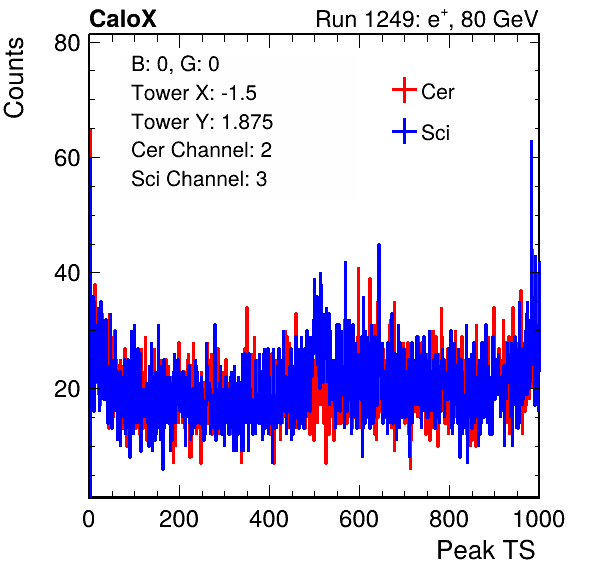 CaloX
Run 1249: e+, 80 GeV
Counts
B: 0, G: 0
Tower X: -1.5
Tower Y: 1.875
Cer Channel: 2
Sci Channel: 3
Cer
Sci
80
60
40
20
0
200
400
600
800
1000
Peak TS